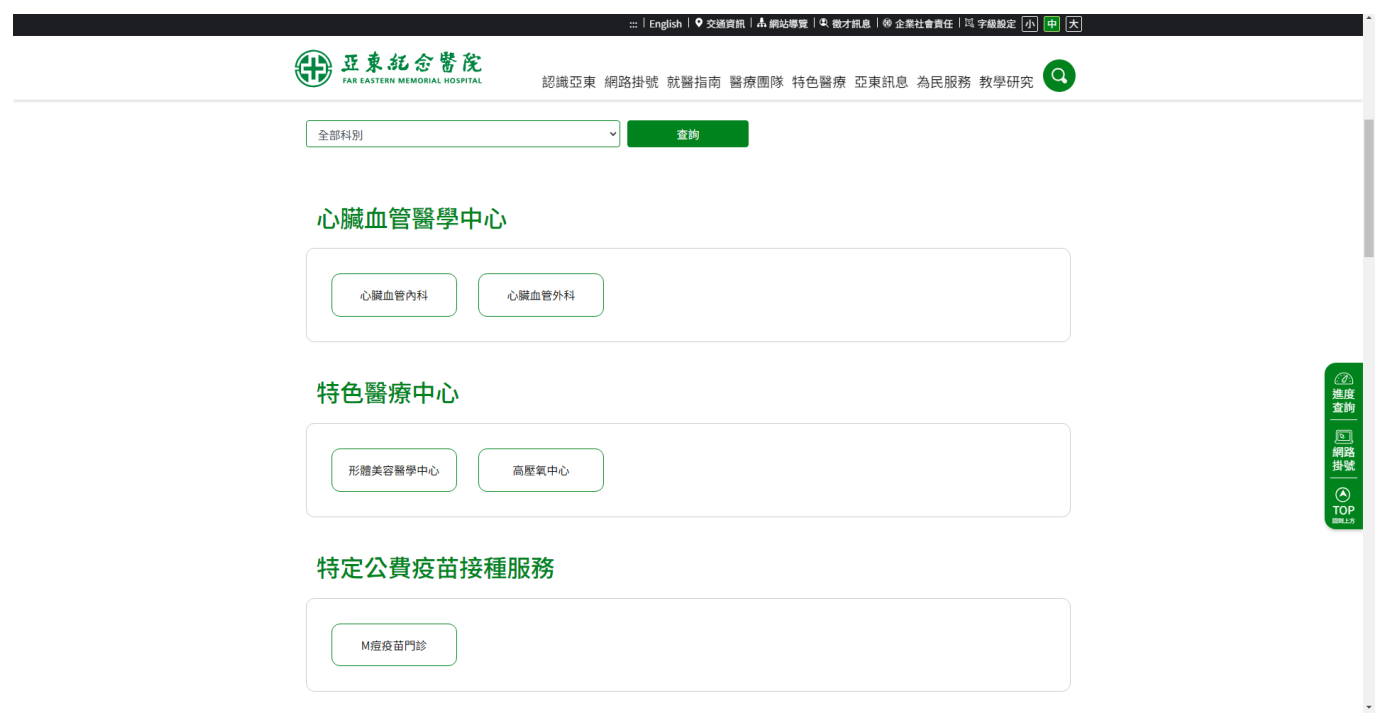 ::: | English | 交通資訊 | 網站導覽 | 徵才訊息 | 企業社會責任 | 字級設定 小 中 大
亞東紀念醫院
FAR EASTERN MEMORIAL HOSPITAL
認識亞東 網路掛號 就醫指南 醫療團隊 特色醫療 亞東訊息 為民服務 教學研究
全部科別 查詢
心臟血管醫學中心
心臟血管內科 心臟血管外科
特色醫療中心
形體美容醫學中心 高壓氧中心
特定公費疫苗接種服務
M痘疫苗門診
進度
查詢
網路
掛號
TOP
回到上方